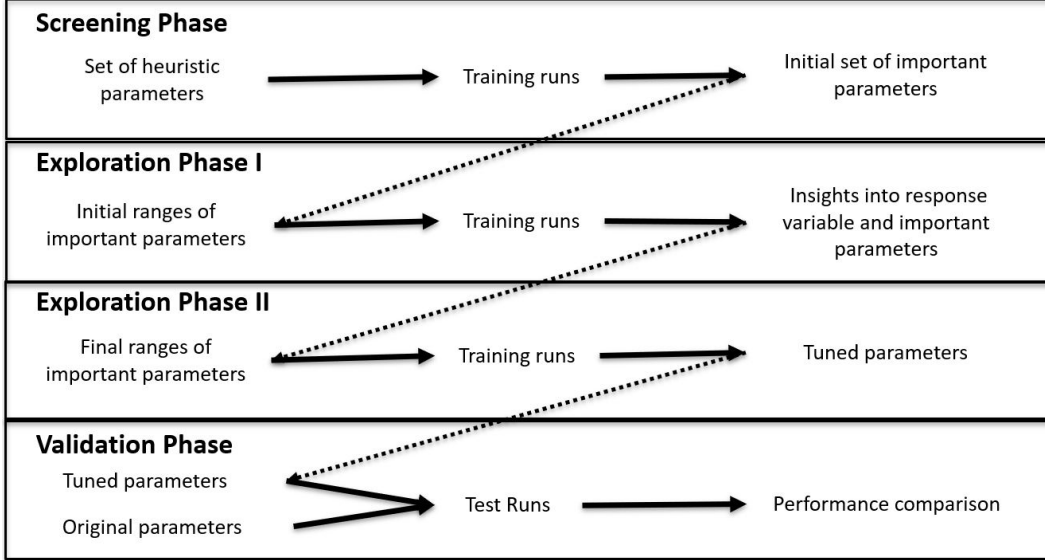 Screening Phase
Set of heuristic
parameters
Training runs
Initial set of important
parameters
Exploration Phase I
Initial ranges of
important parameters
Training runs
Insights into response
variable and important
parameters
Exploration Phase II
Final ranges of
important parameters
Training runs
Tuned parameters
Validation Phase
Tuned parameters
Original parameters
Test Runs
Performance comparison